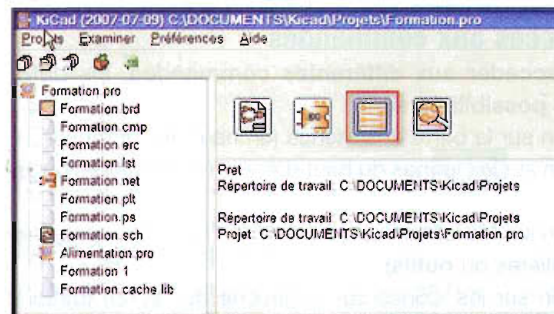 KiCad (2007-07-09) C:\DOCUMENTS\Kicad\Projets\Formation.pro
Projets Examiner Préférences Aide
Formation pro
Formation.brd
Formation cmp
Formation erc
Formation.lst
Formation net
Formation plt
Formation.ps
Formation.sch
Alimentation.pro
Formation 1
Formation.cache lib
Pret
Répertoire de travail C:\DOCUMENTS\Kicad\Projets
Répertoire de travail: C:\DOCUMENTS\Kicad\Projets
Projet: C:\DOCUMENTS\Kicad\Projets\Formation pro